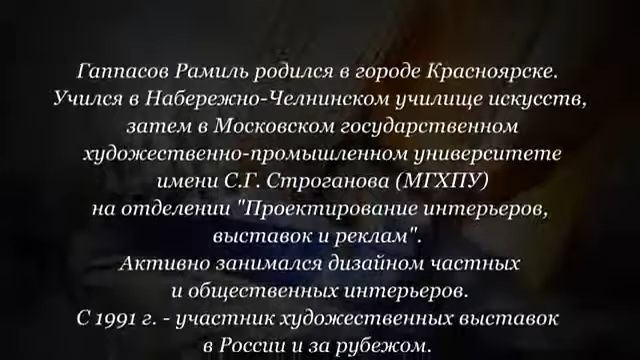 Гаппасов Рамиль родился в городе Красноярске.
Учился в Набережно-Челнинском училище искусств,
затем в Московском государственном
художественно-промышленном университете
имени С.Г. Строганова (МГХПУ)
на отделении "Проектирование интерьеров,
выставок и реклам".
Активно занимался дизайном частных
и общественных интерьеров.
С 1991 г. - участник художественных выставок
в России и за рубежом.